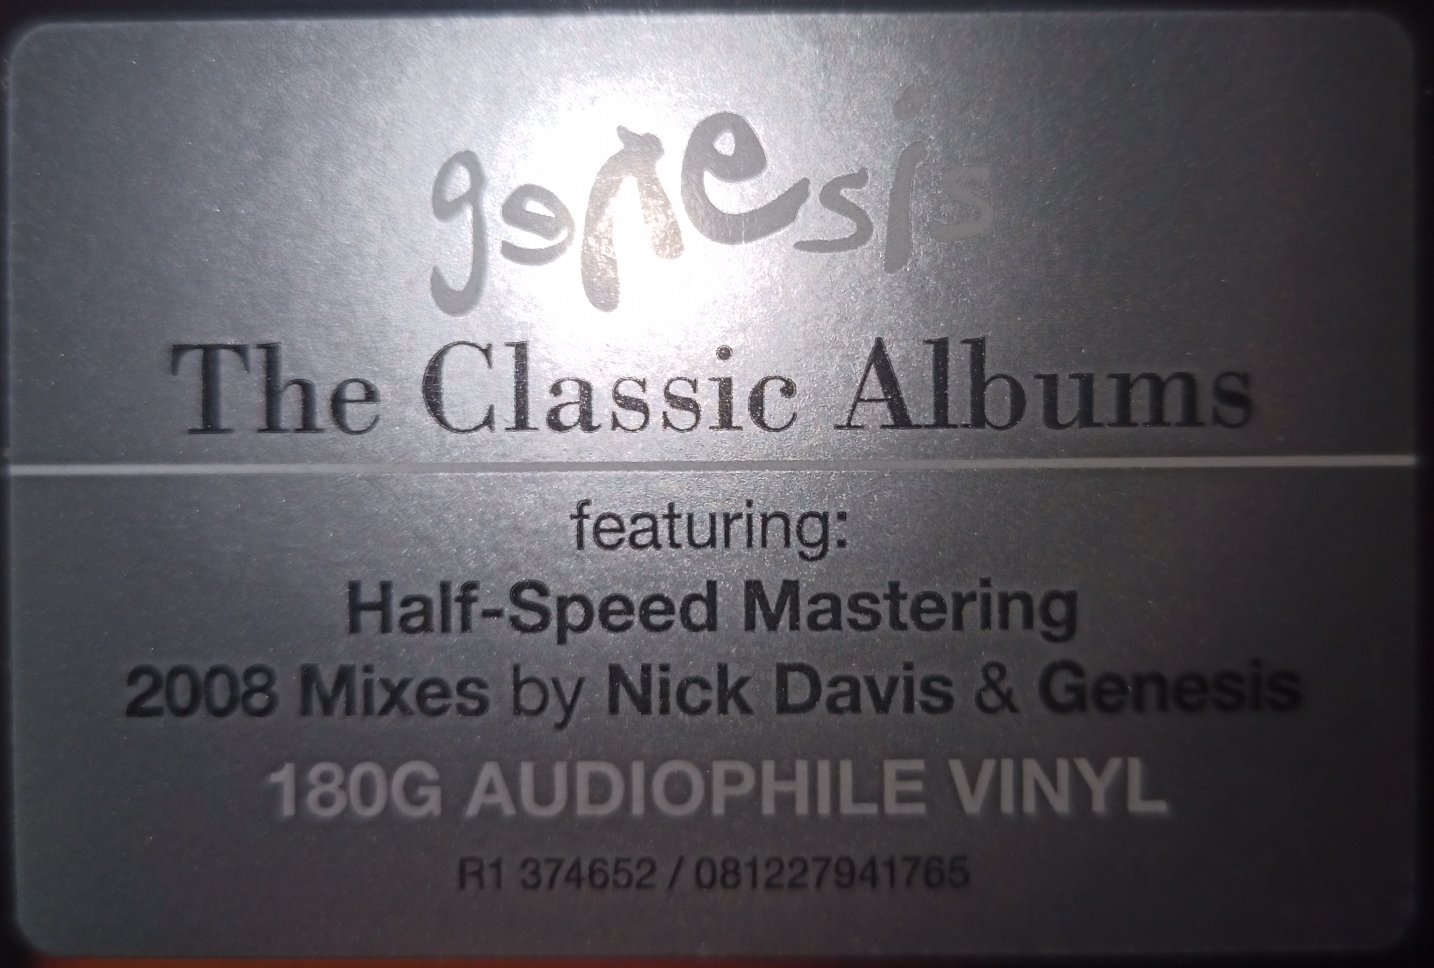 genesis
The Classic Albums
featuring:
Half-Speed Mastering
2008 Mixes by Nick Davis & Genesis
180G AUDIOPHILE VINYL
R1 374652 / 081227941765